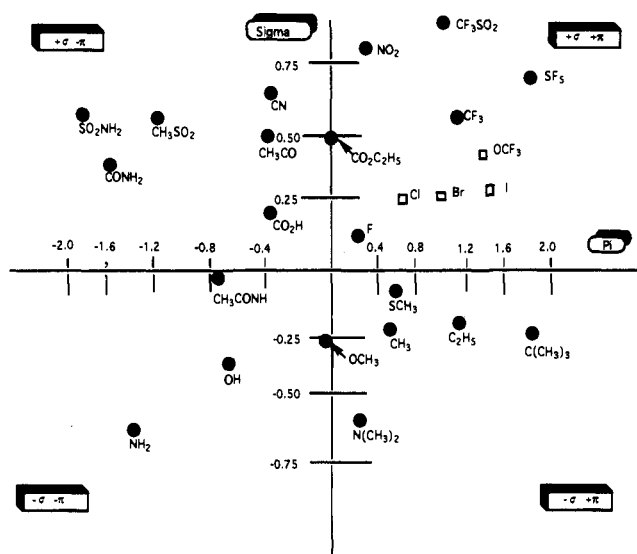 Sigma
CF₃SO₂
+σ -π
+σ +π
NO₂
0.75
SF₅
CN
SO₂NH₂
CH₃SO₂
CF₃
0.50
CH₃CO
CO₂C₂H₅
OCF₃
CONH₂
0.25
Cl
Br
I
CO₂H
F
-2.0 -1.6 -1.2 -0.8 -0.4 0.4 0.8 1.2 1.6 2.0
Pi
CH₃CONH
SCH₃
-0.25
CH₃
C₂H₅
C(CH₃)₃
OCH₃
OH
-0.50
NH₂
N(CH₃)₂
-0.75
-σ -π
-σ +π